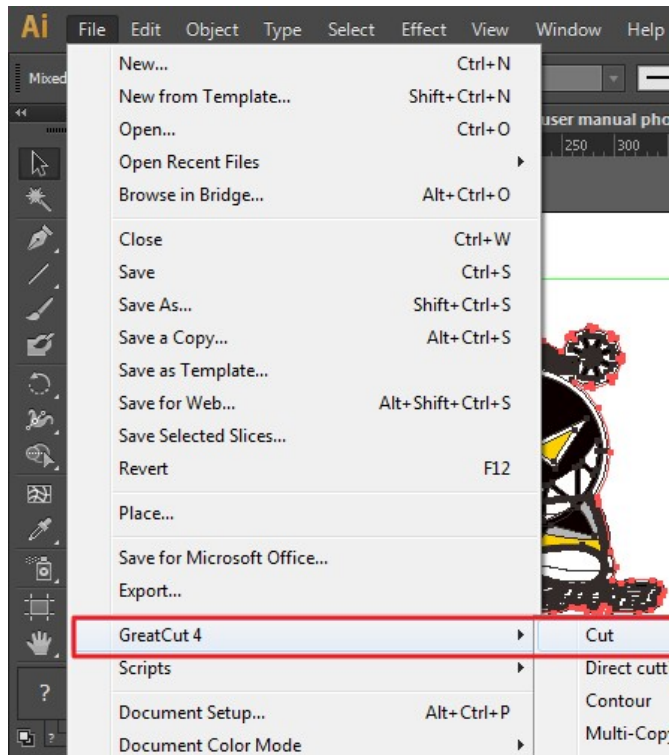 Ai File Edit Object Type Select Effect View Window Help
Mixed
New... Ctrl+N
New from Template... Shift+Ctrl+N
user manual pho
Open... Ctrl+O
250 300
Open Recent Files
Browse in Bridge... Alt+Ctrl+O
Close Ctrl+W
Save Ctrl+S
Save As... Shift+Ctrl+S
Save a Copy... Alt+Ctrl+S
Save as Template...
Save for Web... Alt+Shift+Ctrl+S
Save Selected Slices...
Revert F12
Place...
Save for Microsoft Office...
Export...
GreatCut 4 Cut
Scripts Direct cutt
? Contour
Document Setup... Alt+Ctrl+P
Multi-Copy
? Document Color Mode